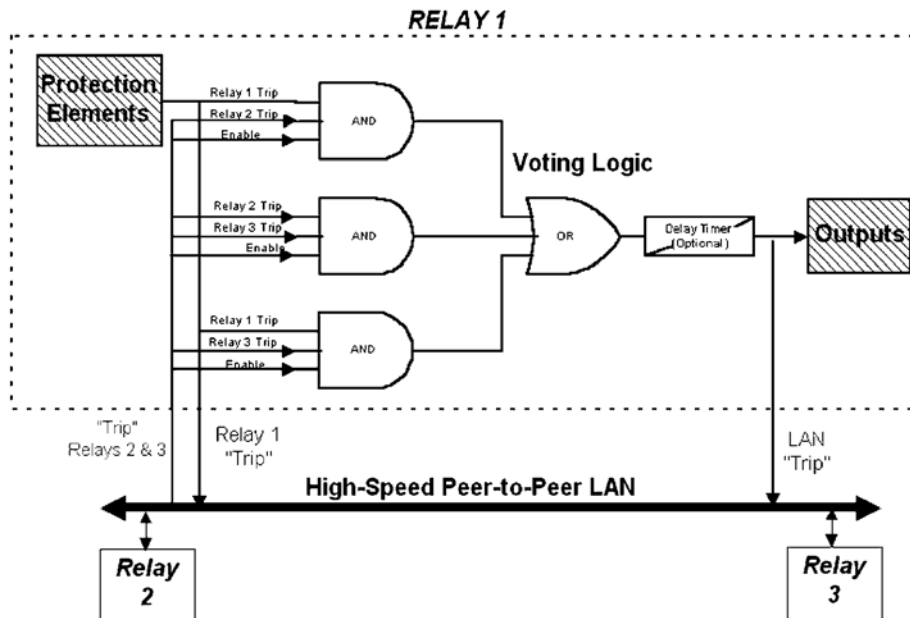 RELAY 1
Protection
Elements
Relay 1 Trip
Relay 2 Trip
Enable
AND
Voting Logic
Relay 2 Trip
Relay 3 Trip
Enable
AND
OR
Delay Timer
(Optional)
Outputs
Relay 1 Trip
Relay 3 Trip
Enable
AND
"Trip"
Relays 2 & 3
Relay 1
"Trip"
LAN
"Trip"
High-Speed Peer-to-Peer LAN
Relay
2
Relay
3